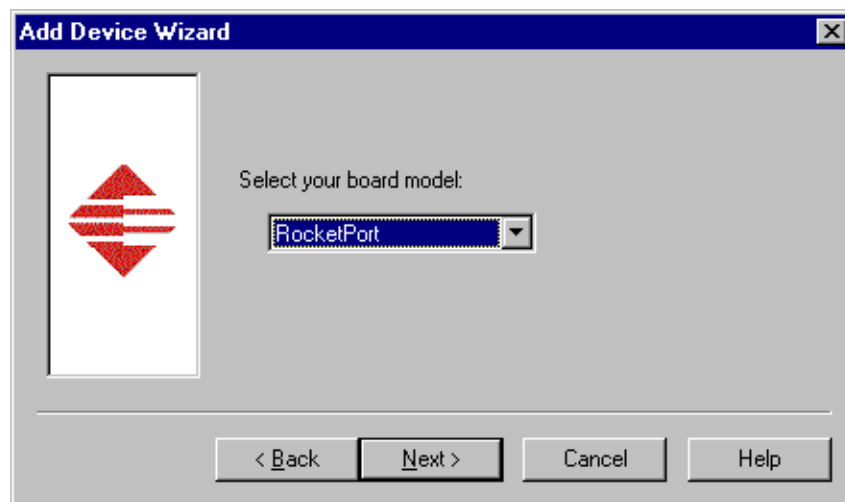 Add Device Wizard
Select your board model:
RocketPort
< Back Next > Cancel Help